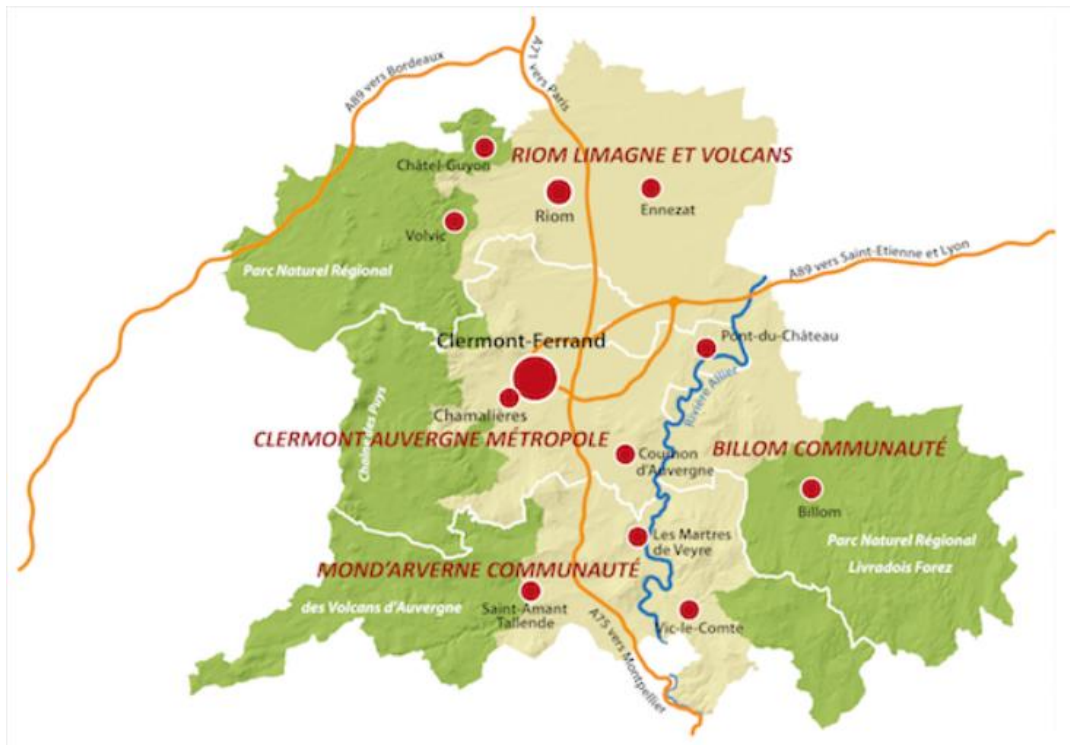 A89 vers Bordeaux
A71 vers Paris
Châtel-Guyon
RIOM LIMAGNE ET VOLCANS
Riom
Ennezat
Volvic
Parc Naturel Régional
A89 vers Saint-Etienne et Lyon
Clermont-Ferrand
Pont-du-Château
Rivière Allier
Chamalières
Chaîne des Puys
CLERMONT AUVERGNE MÉTROPOLE
BILLOM COMMUNAUTÉ
Cournon
d'Auvergne
Billom
Les Martres
de Veyre
Parc Naturel Régional
Livradois Forez
MOND'ARVERNE COMMUNAUTÉ
des Volcans d'Auvergne
Saint-Amant
Tallende
Vic-le-Comté
A75 vers Montpellier